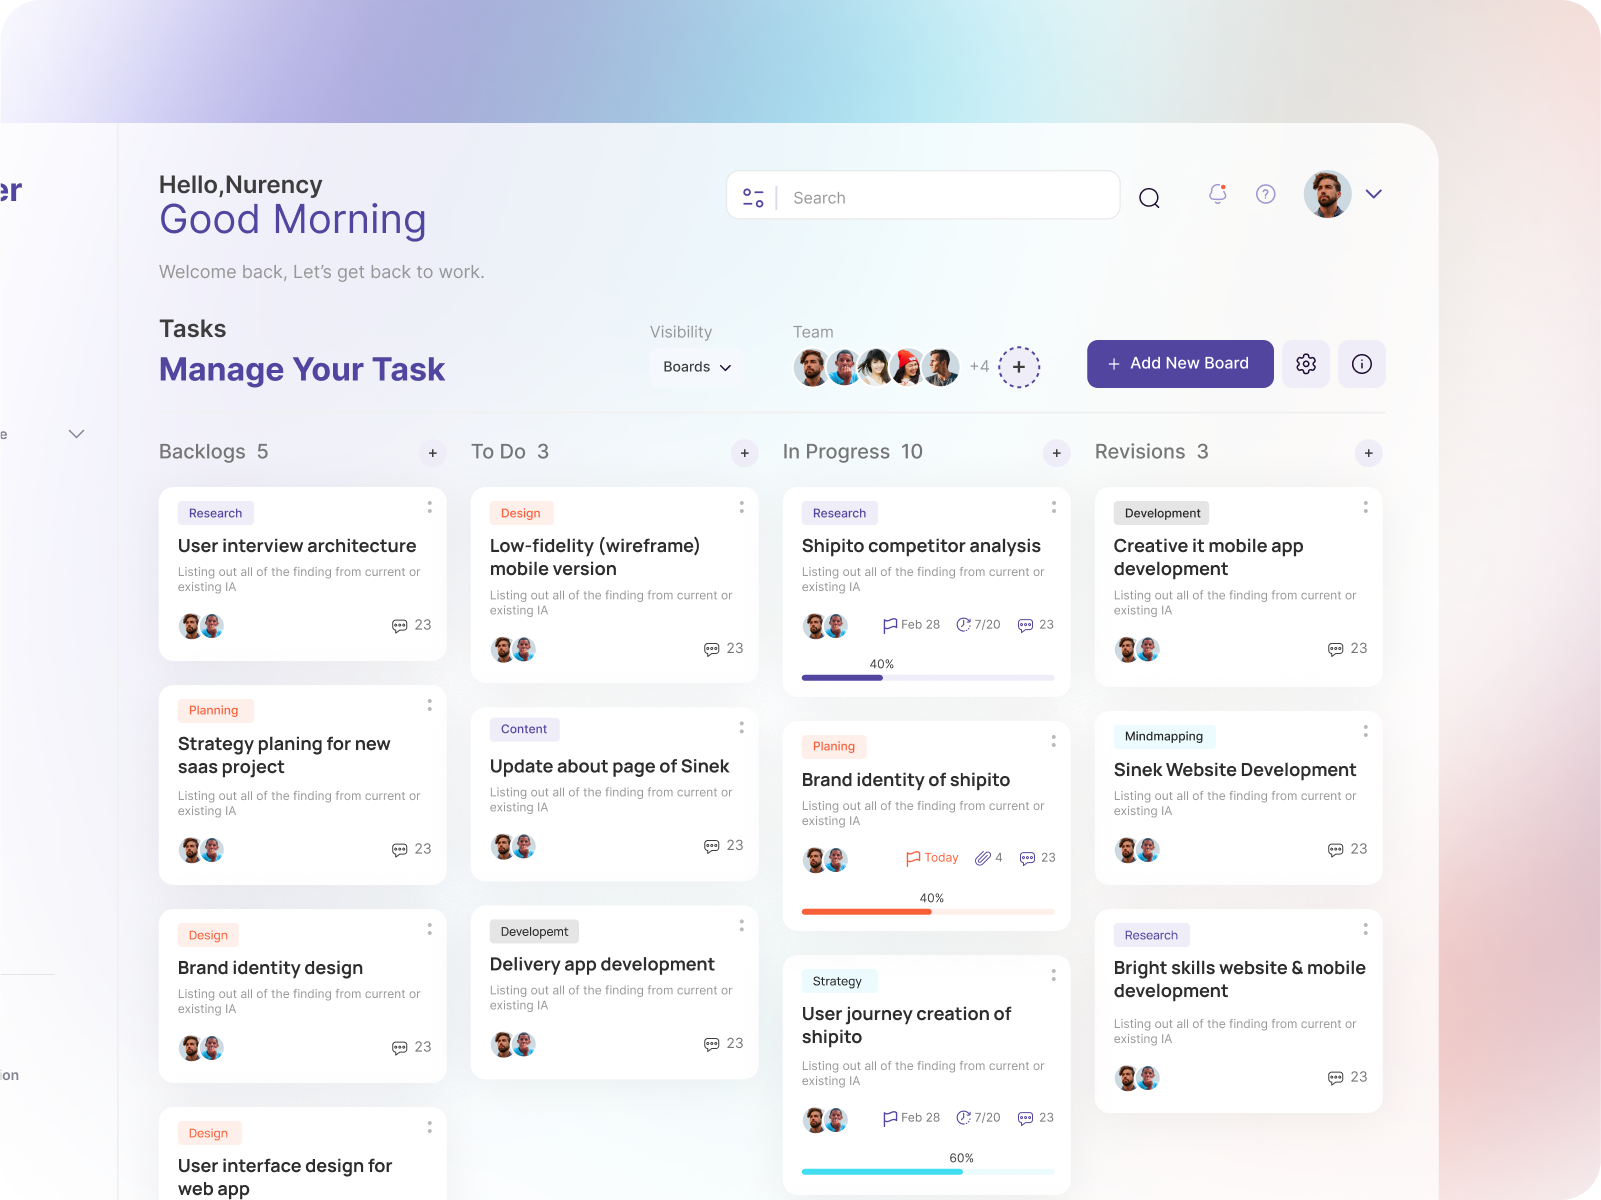 er
Hello,Nurency
Good Morning
Welcome back, Let's get back to work.
Search
Tasks
Manage Your Task
Visibility
Boards
Team
+4
+
+ Add New Board
e
ion
Backlogs 5 +
Research
User interview architecture
Listing out all of the finding from current or
existing IA
23
Planning
Strategy planing for new
saas project
Listing out all of the finding from current or
existing IA
23
Design
Brand identity design
Listing out all of the finding from current or
existing IA
23
Design
User interface design for
web app
To Do 3 +
Design
Low-fidelity (wireframe)
mobile version
Listing out all of the finding from current or
existing IA
23
Content
Update about page of Sinek
Listing out all of the finding from current or
existing IA
23
Developemt
Delivery app development
Listing out all of the finding from current or
existing IA
23
In Progress 10 +
Research
Shipito competitor analysis
Listing out all of the finding from current or
existing IA
Feb 28 7/20 23
40%
Planing
Brand identity of shipito
Listing out all of the finding from current or
existing IA
Today 4 23
40%
Strategy
User journey creation of
shipito
Listing out all of the finding from current or
existing IA
Feb 28 7/20 23
60%
Revisions 3 +
Development
Creative it mobile app
development
Listing out all of the finding from current or
existing IA
23
Mindmapping
Sinek Website Development
Listing out all of the finding from current or
existing IA
23
Research
Bright skills website & mobile
development
Listing out all of the finding from current or
existing IA
23